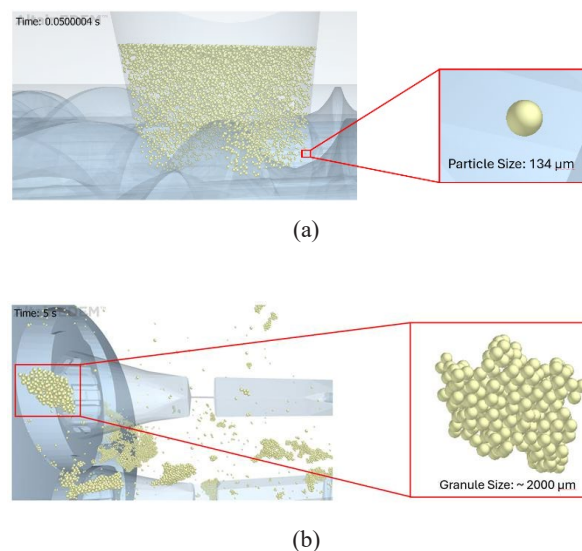 Time: 0.0500004 s
Particle Size: 134 µm
(a)
Time: 5 s
Granule Size: ~ 2000 µm
(b)